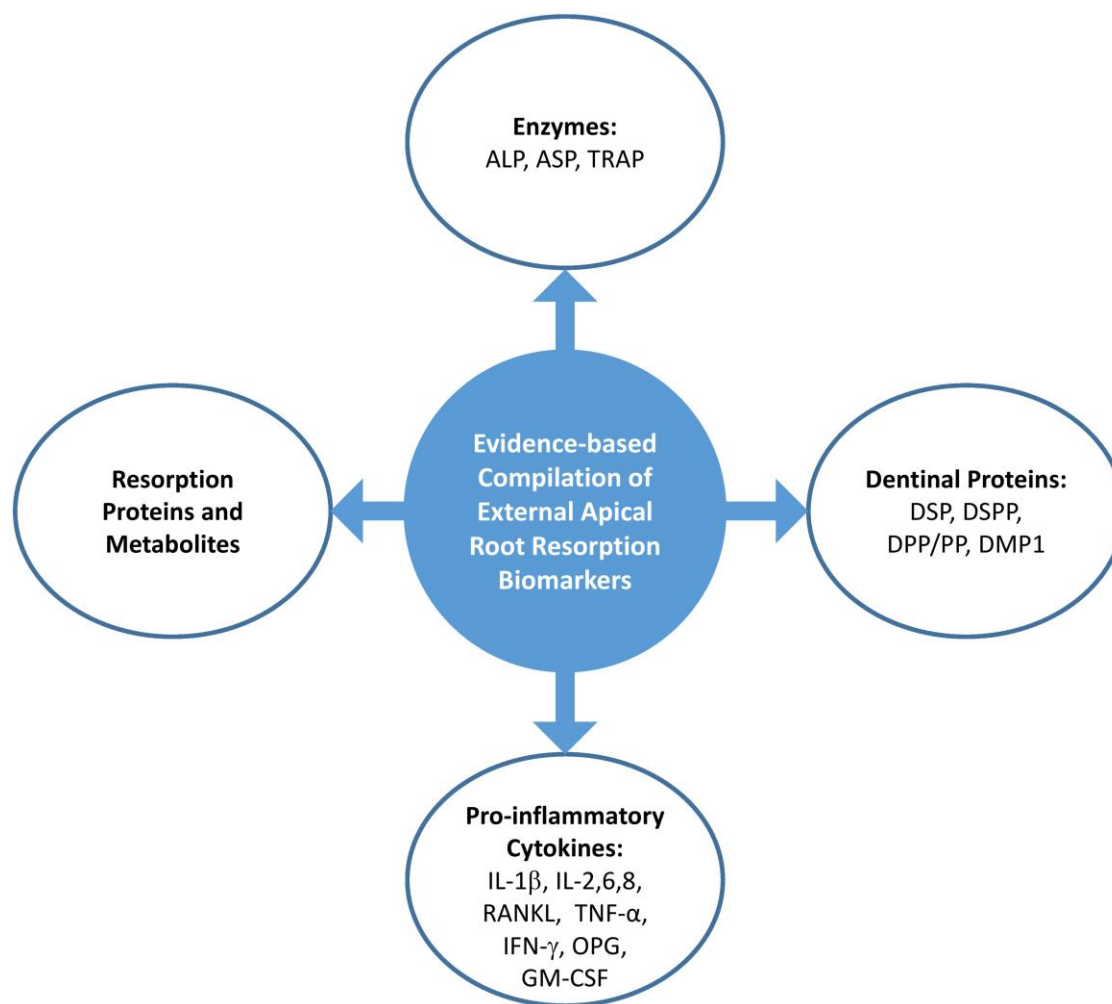 Enzymes:
ALP, ASP, TRAP
Evidence-based
Compilation of
External Apical
Root Resorption
Biomarkers
Resorption
Proteins and
Metabolites
Dentinal Proteins:
DSP, DSPP,
DPP/PP, DMP1
Pro-inflammatory
Cytokines:
IL-1β, IL-2,6,8,
RANKL, TNF-α,
IFN-γ, OPG,
GM-CSF